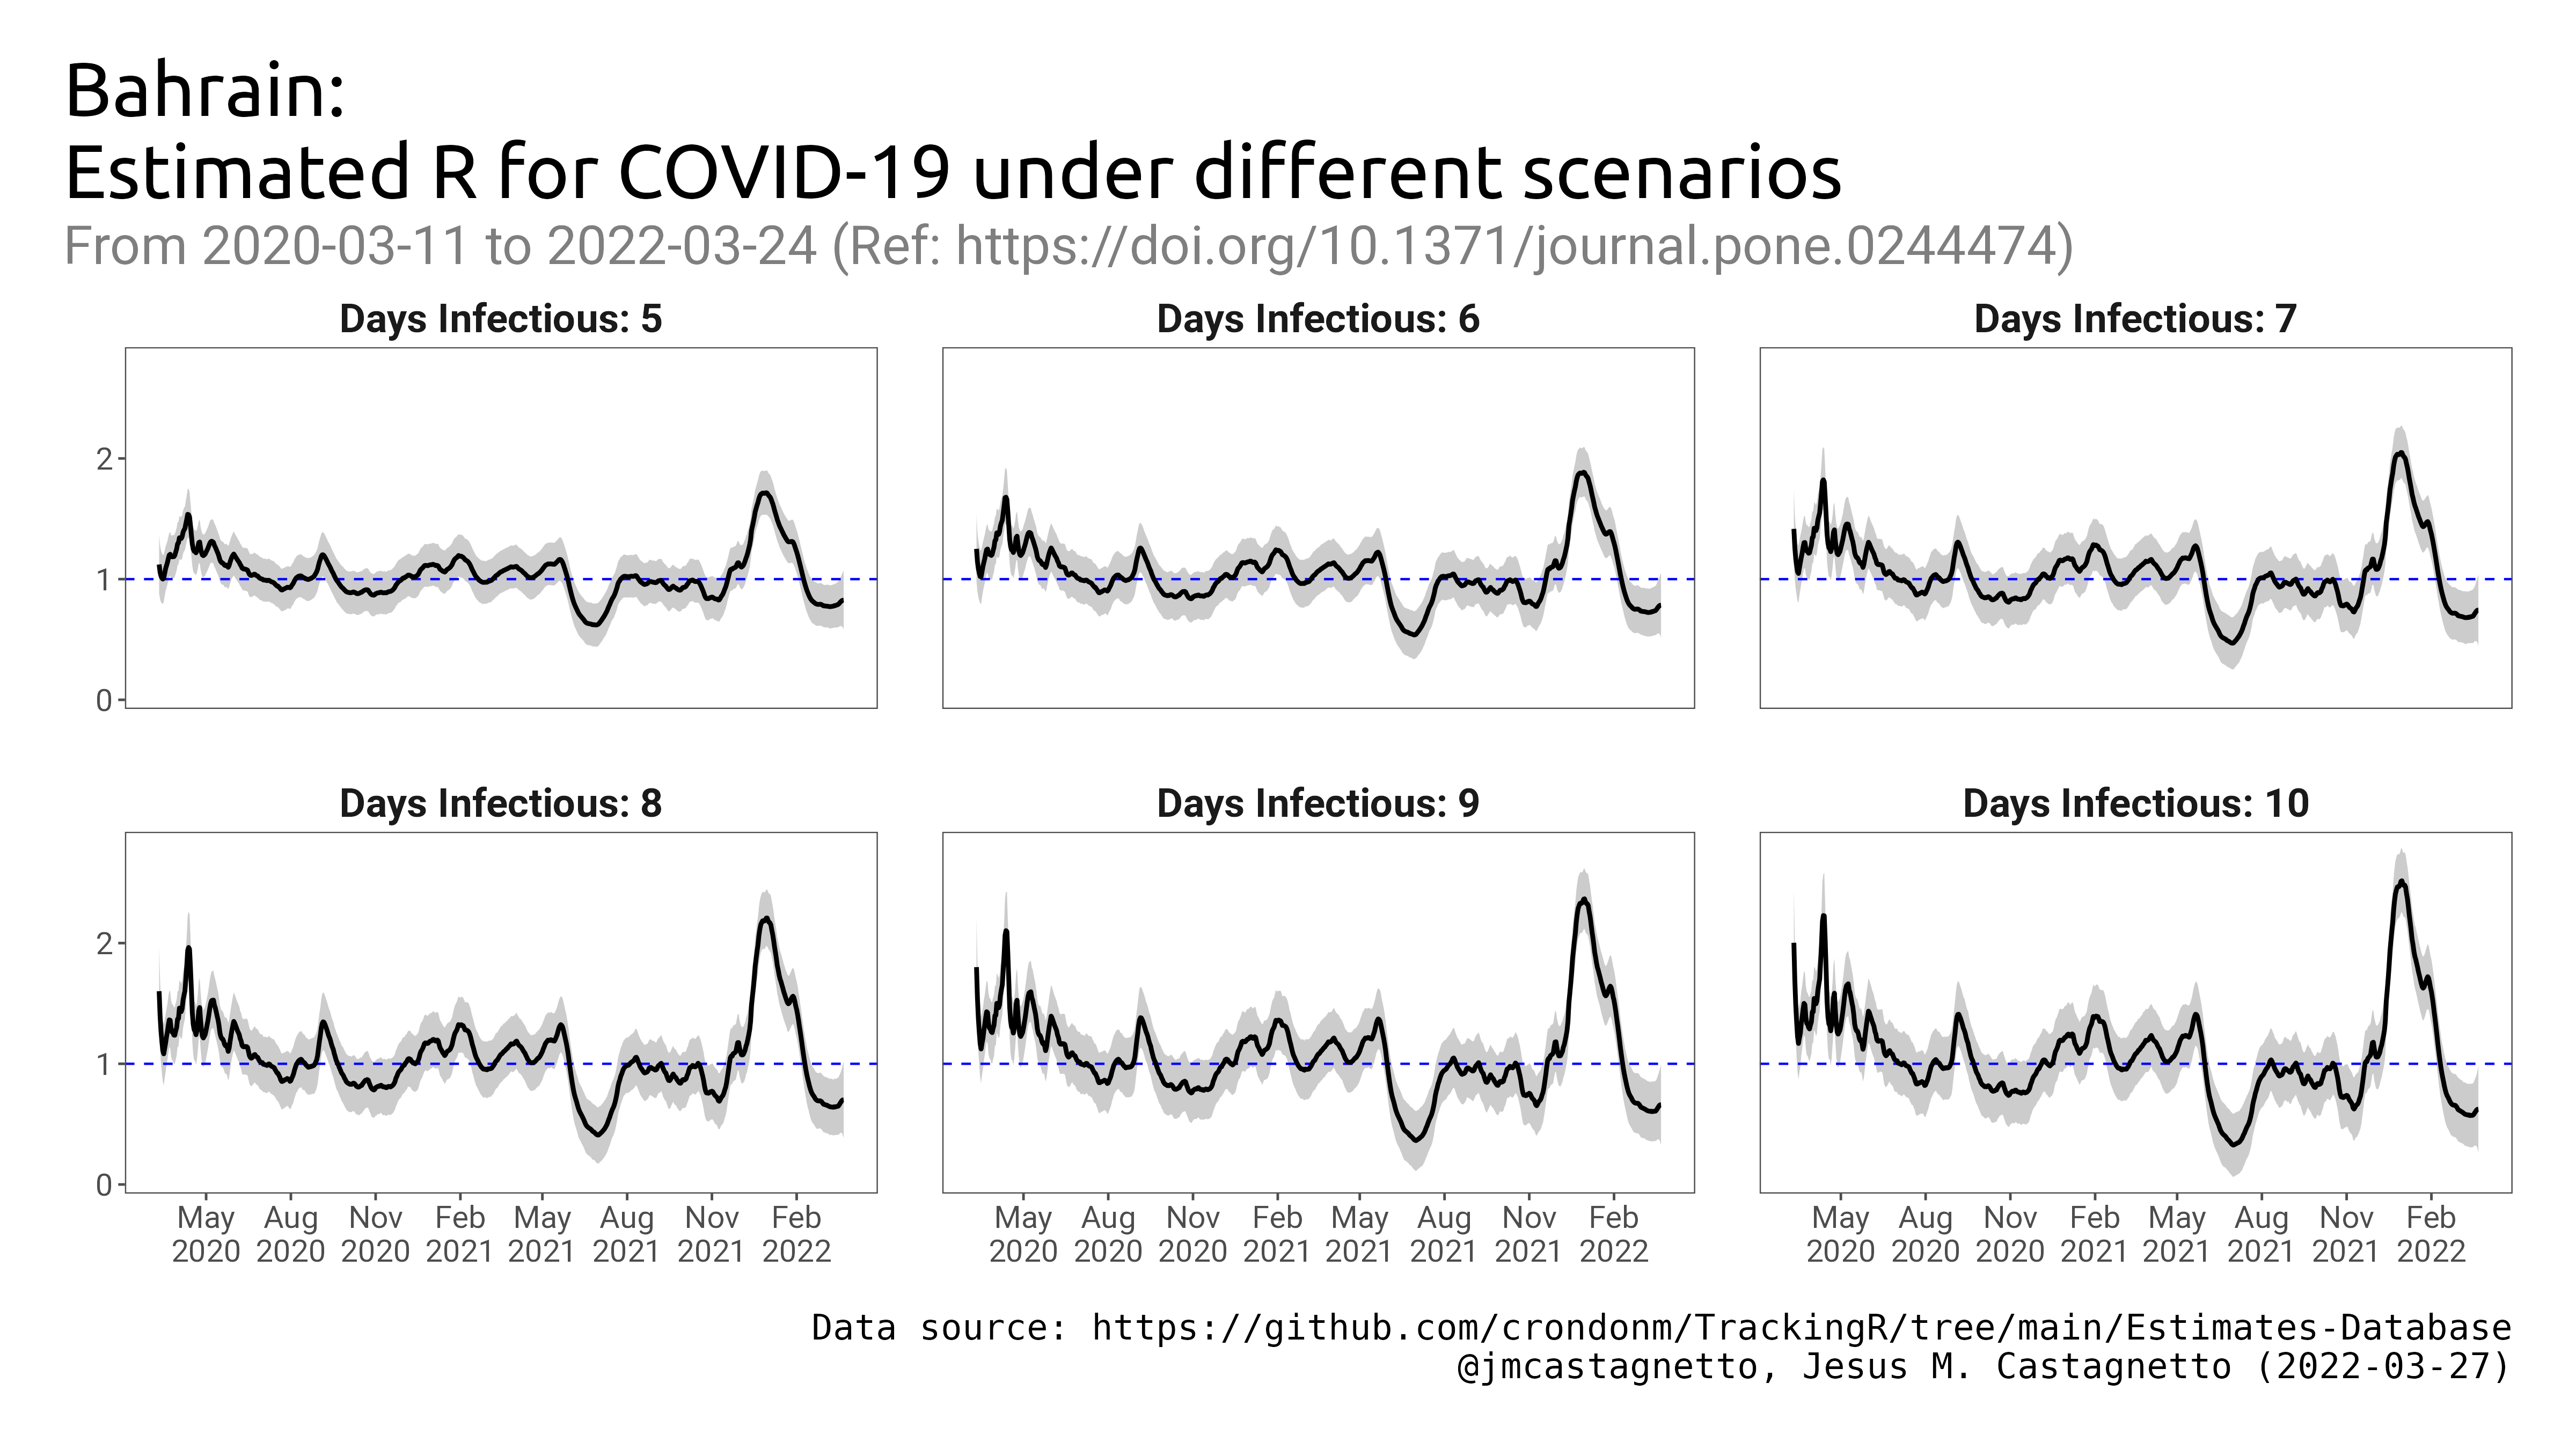 Bahrain:
Estimated R for COVID-19 under different scenarios
From 2020-03-11 to 2022-03-24 (Ref: https://doi.org/10.1371/journal.pone.0244474)
Days Infectious: 5
Days Infectious: 6
Days Infectious: 7
2
1
0
Days Infectious: 8
Days Infectious: 9
Days Infectious: 10
2
1
0
May Aug Nov Feb May Aug Nov Feb
2020 2020 2020 2021 2021 2021 2021 2022
May Aug Nov Feb May Aug Nov Feb
2020 2020 2020 2021 2021 2021 2021 2022
May Aug Nov Feb May Aug Nov Feb
2020 2020 2020 2021 2021 2021 2021 2022
Data source: https://github.com/crondonm/TrackingR/tree/main/Estimates-Database
@jmcastagnetto, Jesus M. Castagnetto (2022-03-27)